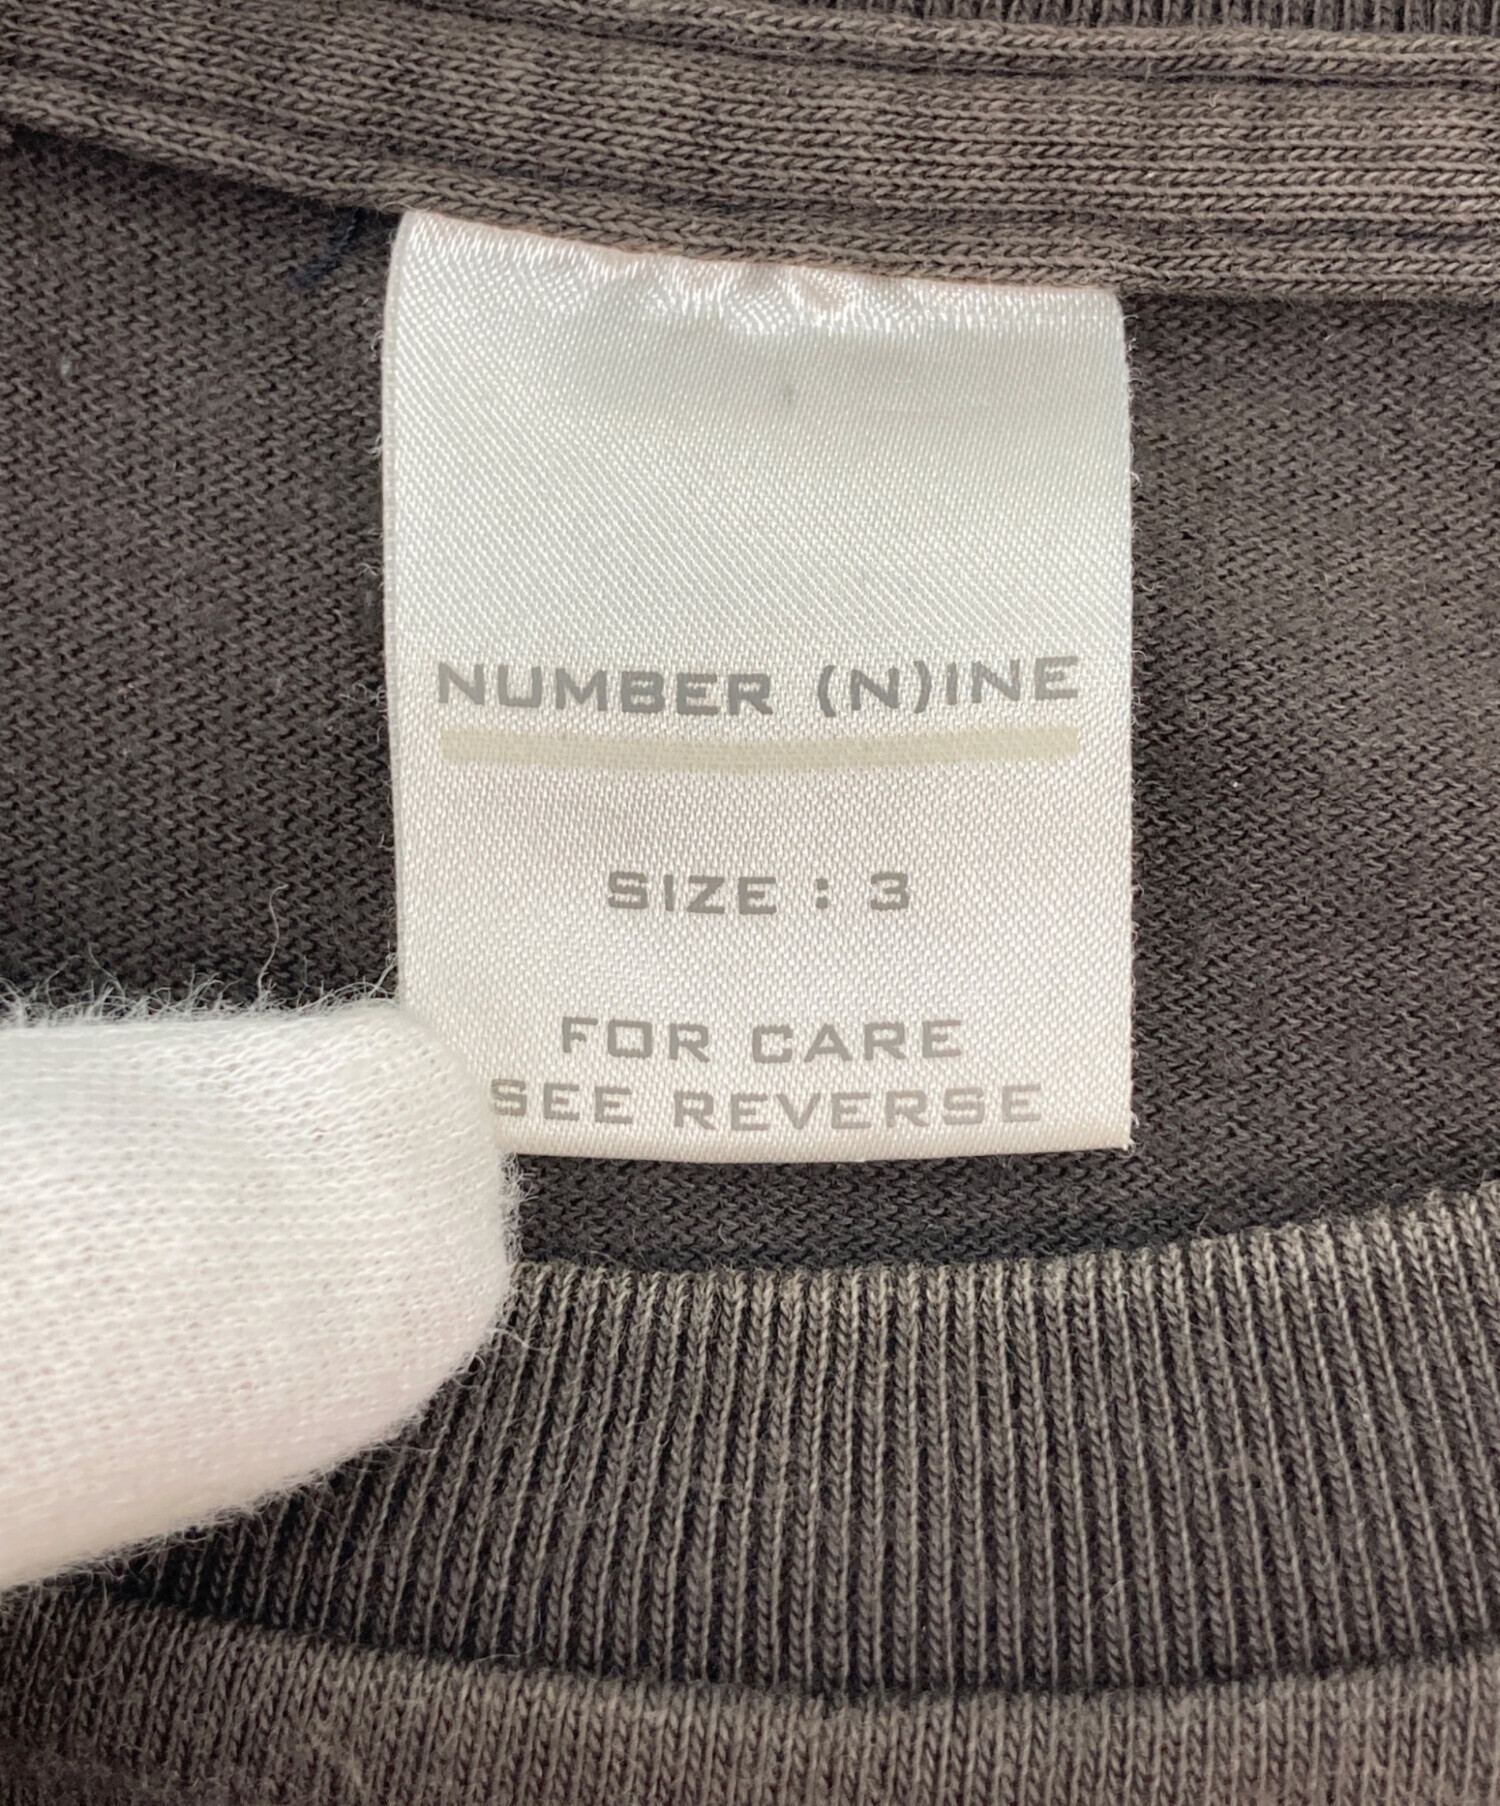 NUMBER (N)INE
SIZE : 3
FOR CARE
SEE REVERSE